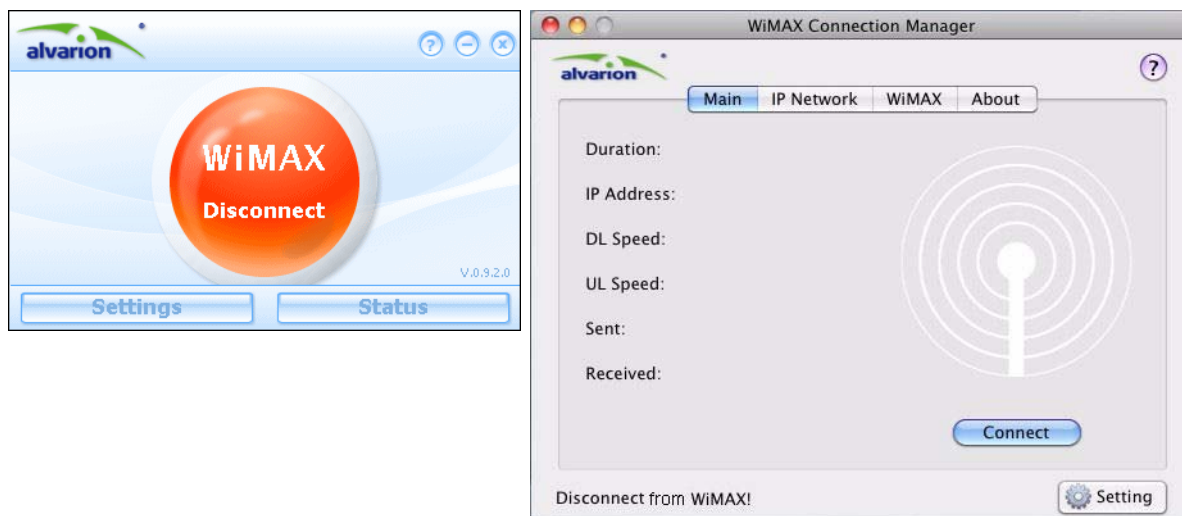 alvarion
?
WiMAX
Disconnect
V.0.9.2.0
Settings
Status
WiMAX Connection Manager
alvarion
?
Main IP Network WiMAX About
Duration:
IP Address:
DL Speed:
UL Speed:
Sent:
Received:
Connect
Disconnect from WiMAX!
Setting